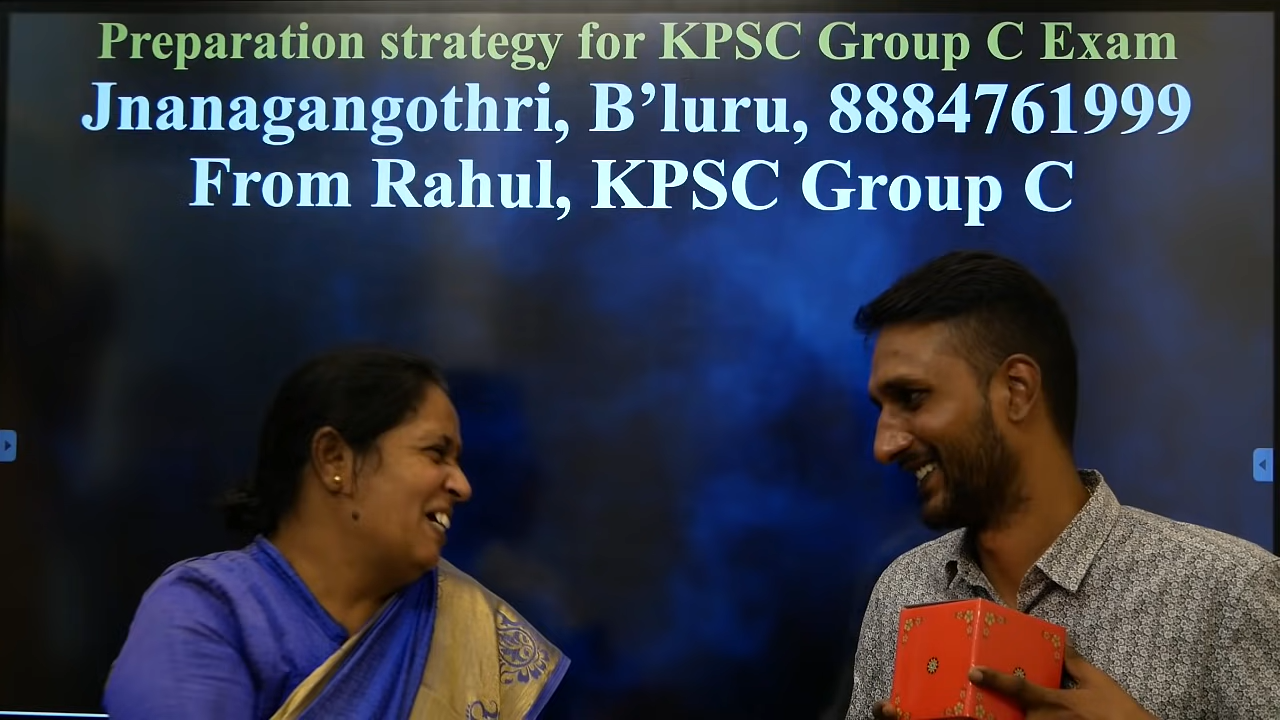 Preparation strategy for KPSC Group C Exam
Jnanagangothri, B’luru, 8884761999
From Rahul, KPSC Group C